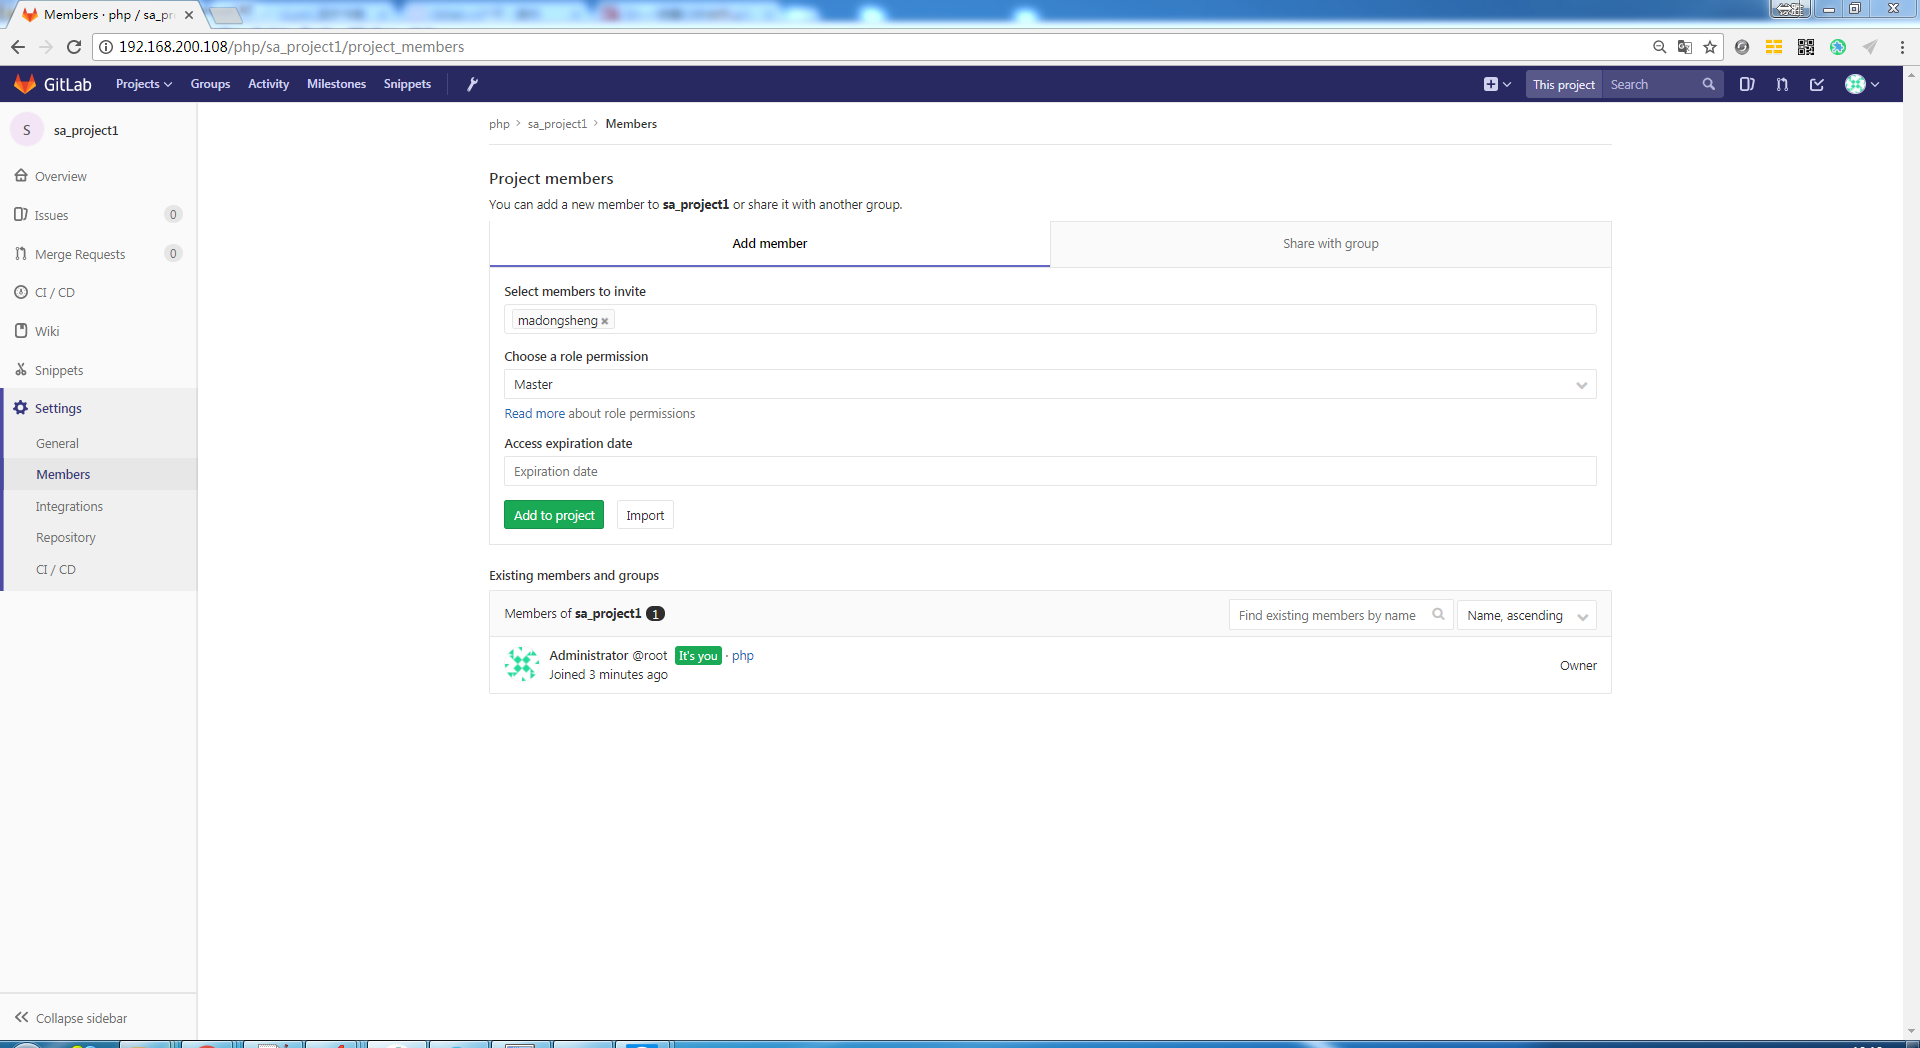 Members · php / sa_pr
192.168.200.108/php/sa_project1/project_members
GitLab Projects Groups Activity Milestones Snippets This project Search
S sa_project1
Overview
Issues 0
Merge Requests 0
CI / CD
Wiki
Snippets
Settings
General
Members
Integrations
Repository
CI / CD
Collapse sidebar
php > sa_project1 > Members
Project members
You can add a new member to sa_project1 or share it with another group.
Add member Share with group
Select members to invite
madongsheng ×
Choose a role permission
Master
Read more about role permissions
Access expiration date
Expiration date
Add to project Import
Existing members and groups
Members of sa_project1 1 Find existing members by name Name, ascending
Administrator @root It's you · php
Joined 3 minutes ago
Owner